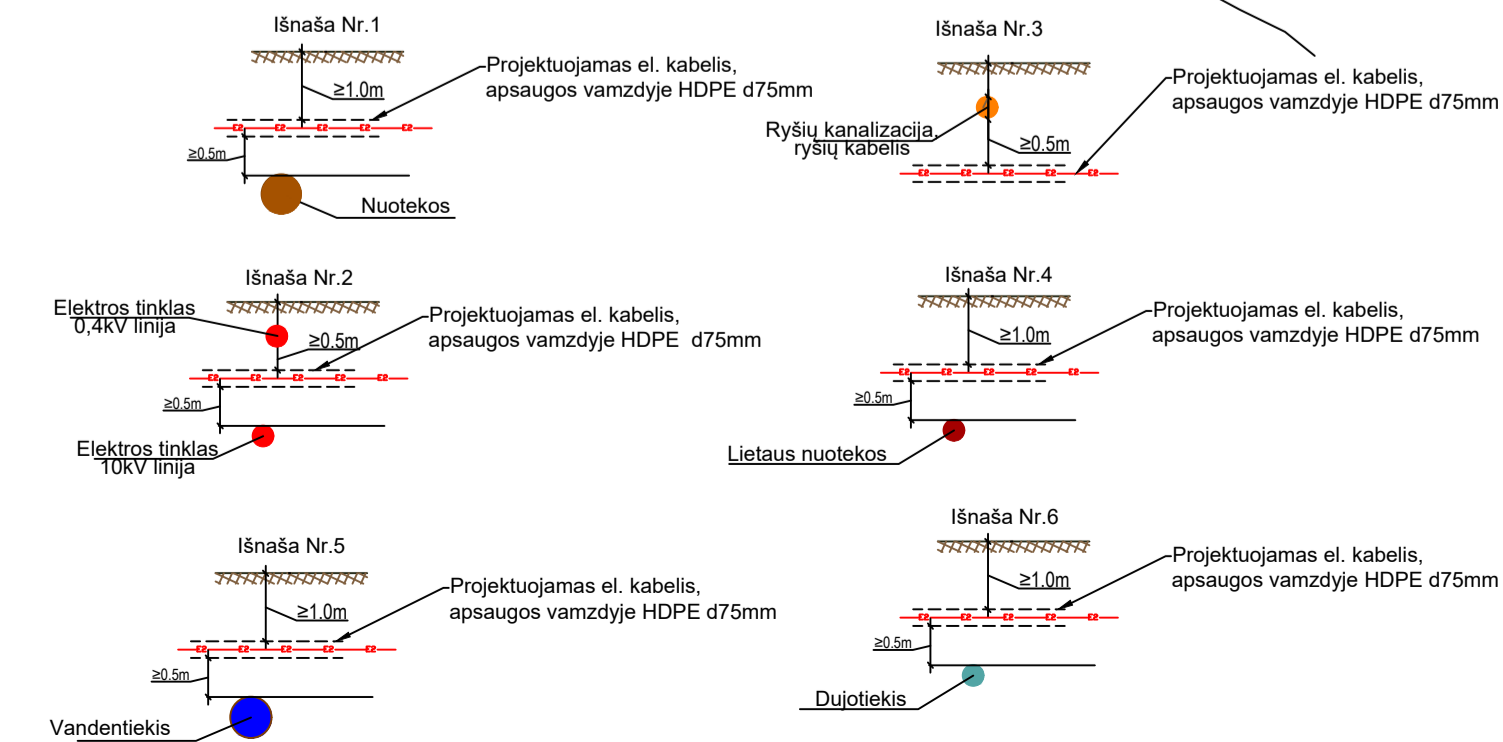 Išnaša Nr.1
Projektuojamas el. kabelis,
apsaugos vamzdyje HDPE d75mm
≥1.0m
≥0.5m
Nuotekos
Išnaša Nr.3
Projektuojamas el. kabelis,
apsaugos vamzdyje HDPE d75mm
Ryšių kanalizacija,
ryšių kabelis
≥0.5m
Išnaša Nr.2
Elektros tinklas
0,4kV linija
Projektuojamas el. kabelis,
apsaugos vamzdyje HDPE d75mm
≥0.5m
≥0.5m
Elektros tinklas
10kV linija
Išnaša Nr.4
Projektuojamas el. kabelis,
apsaugos vamzdyje HDPE d75mm
≥1.0m
≥0.5m
Lietaus nuotekos
Išnaša Nr.5
Projektuojamas el. kabelis,
apsaugos vamzdyje HDPE d75mm
≥1.0m
≥0.5m
Vandentiekis
Išnaša Nr.6
Projektuojamas el. kabelis,
apsaugos vamzdyje HDPE d75mm
≥1.0m
≥0.5m
Dujotiekis